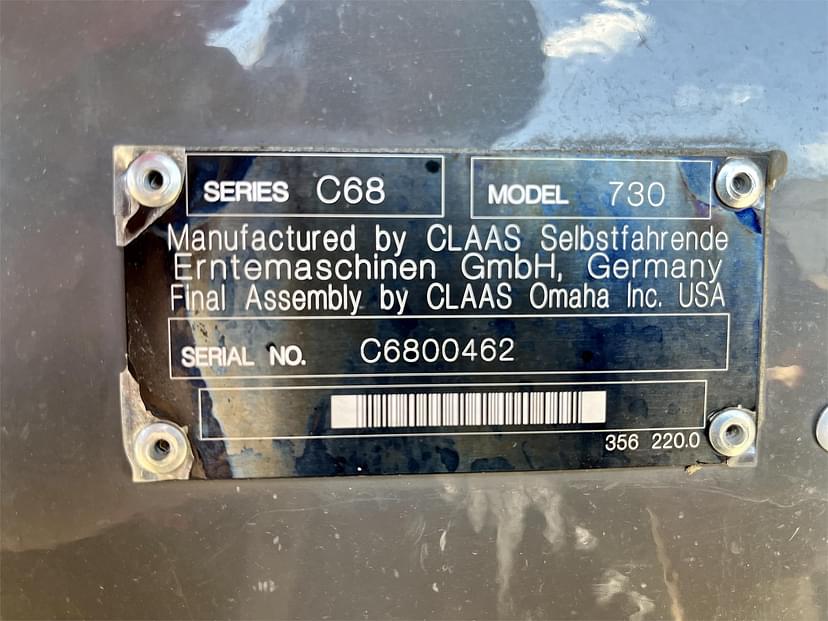 SERIES C68 MODEL 730
Manufactured by CLAAS Selbstfahrende
Erntemaschinen GmbH, Germany
Final Assembly by CLAAS Omaha Inc. USA
SERIAL NO. C6800462
356 220.0